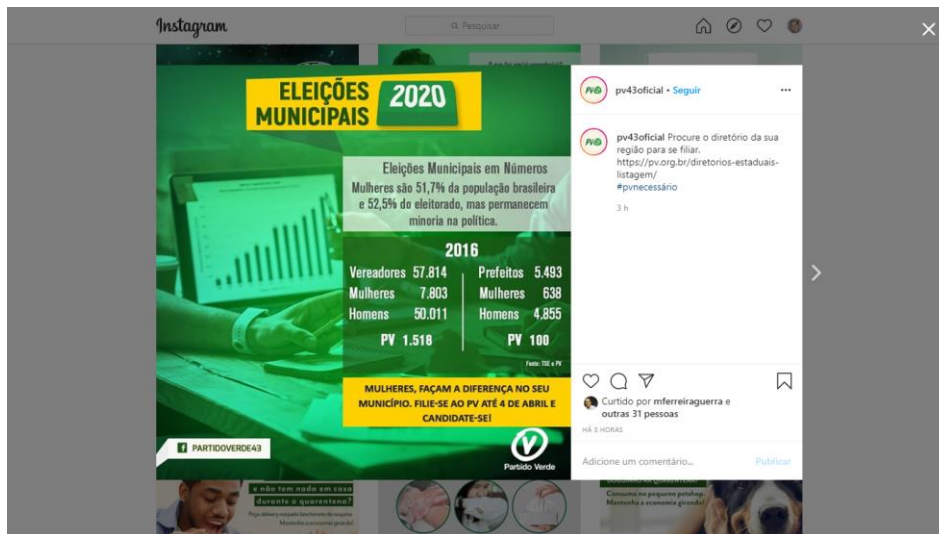 Instagram
Pesquisar
ELEIÇÕES
MUNICIPAIS
2020
Eleições Municipais em Números
Mulheres são 51,7% da população brasileira
e 52,5% do eleitorado, mas permanecem
minoria na política.
2016
Vereadores 57.814
Mulheres 7.803
Homens 50.011
PV 1.518
Prefeitos 5.493
Mulheres 638
Homens 4.855
PV 100
Fonte: TSE e PV
MULHERES, FAÇAM A DIFERENÇA NO SEU
MUNICÍPIO. FILIE-SE AO PV ATÉ 4 DE ABRIL E
CANDIDATE-SE!
PARTIDOVERDE43
Partido Verde
pv43oficial • Seguir
pv43oficial Procure o diretório da sua
região para se filiar.
https://pv.org.br/diretorios-estaduais-
listagem/
#pvnecessário
3 h
Curtido por mferreiraguerra e
outras 31 pessoas
HÁ 3 HORAS
Adicione um comentário...
Publicar
e não tem nada em casa
durante a quarentena?
Mantenha a economia girando!
Consuma no pequeno petshop.
Mantenha a economia girando!